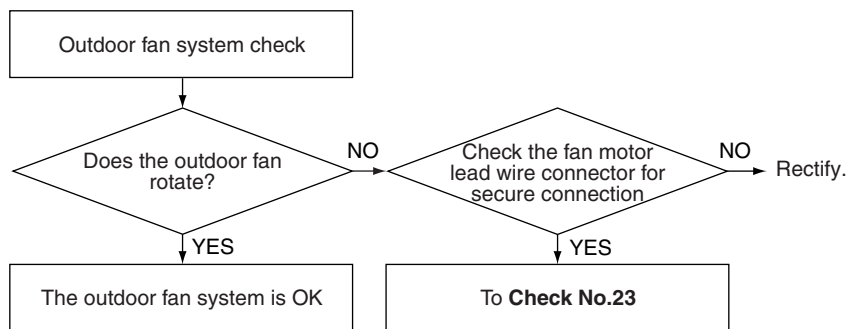 Outdoor fan system check
Does the outdoor fan
rotate?
NO
Check the fan motor
lead wire connector for
secure connection
NO
Rectify.
YES
YES
The outdoor fan system is OK
To Check No.23